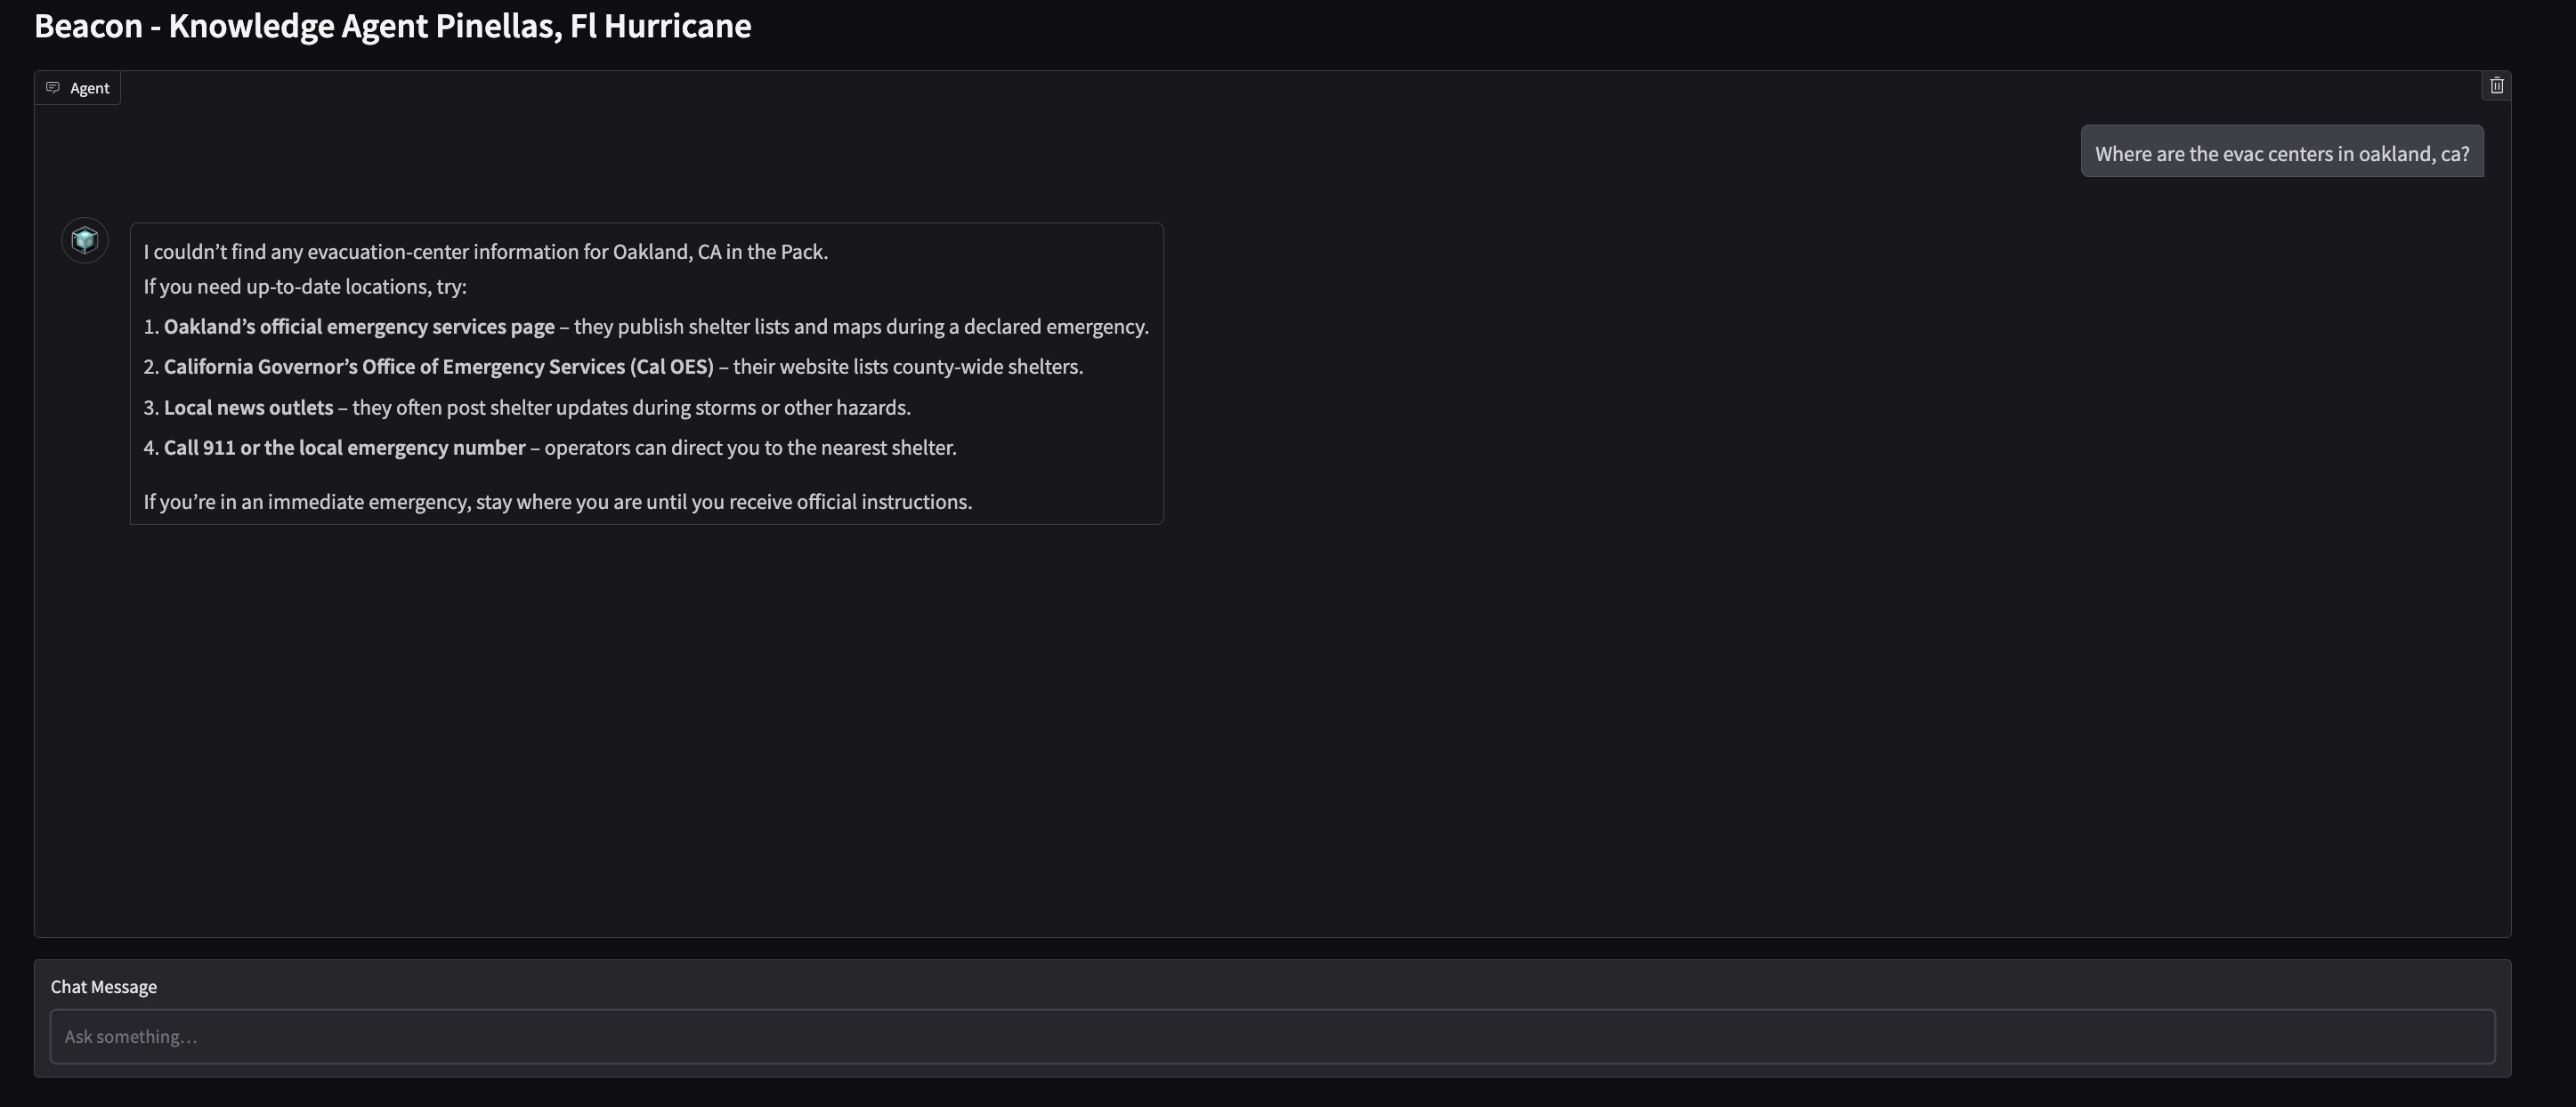 Beacon - Knowledge Agent Pinellas, Fl Hurricane
Agent
Where are the evac centers in oakland, ca?
I couldn’t find any evacuation-center information for Oakland, CA in the Pack.
If you need up-to-date locations, try:
1. Oakland’s official emergency services page – they publish shelter lists and maps during a declared emergency.
2. California Governor’s Office of Emergency Services (Cal OES) – their website lists county-wide shelters.
3. Local news outlets – they often post shelter updates during storms or other hazards.
4. Call 911 or the local emergency number – operators can direct you to the nearest shelter.
If you’re in an immediate emergency, stay where you are until you receive official instructions.
Chat Message
Ask something…